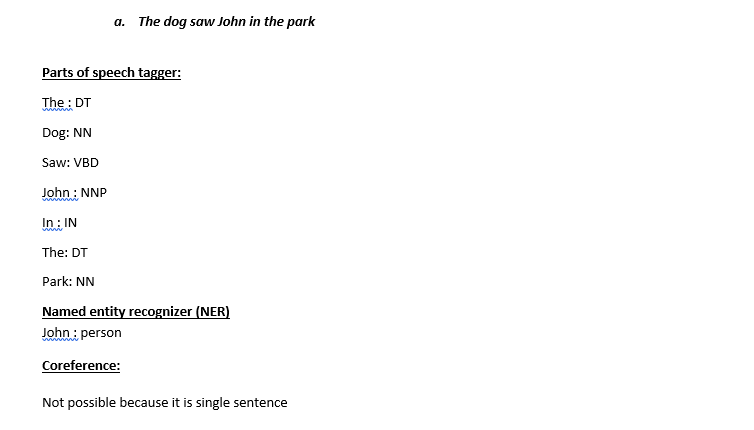 a. The dog saw John in the park
Parts of speech tagger:
The : DT
Dog: NN
Saw: VBD
John : NNP
In : IN
The: DT
Park: NN
Named entity recognizer (NER)
John : person
Coreference:
Not possible because it is single sentence